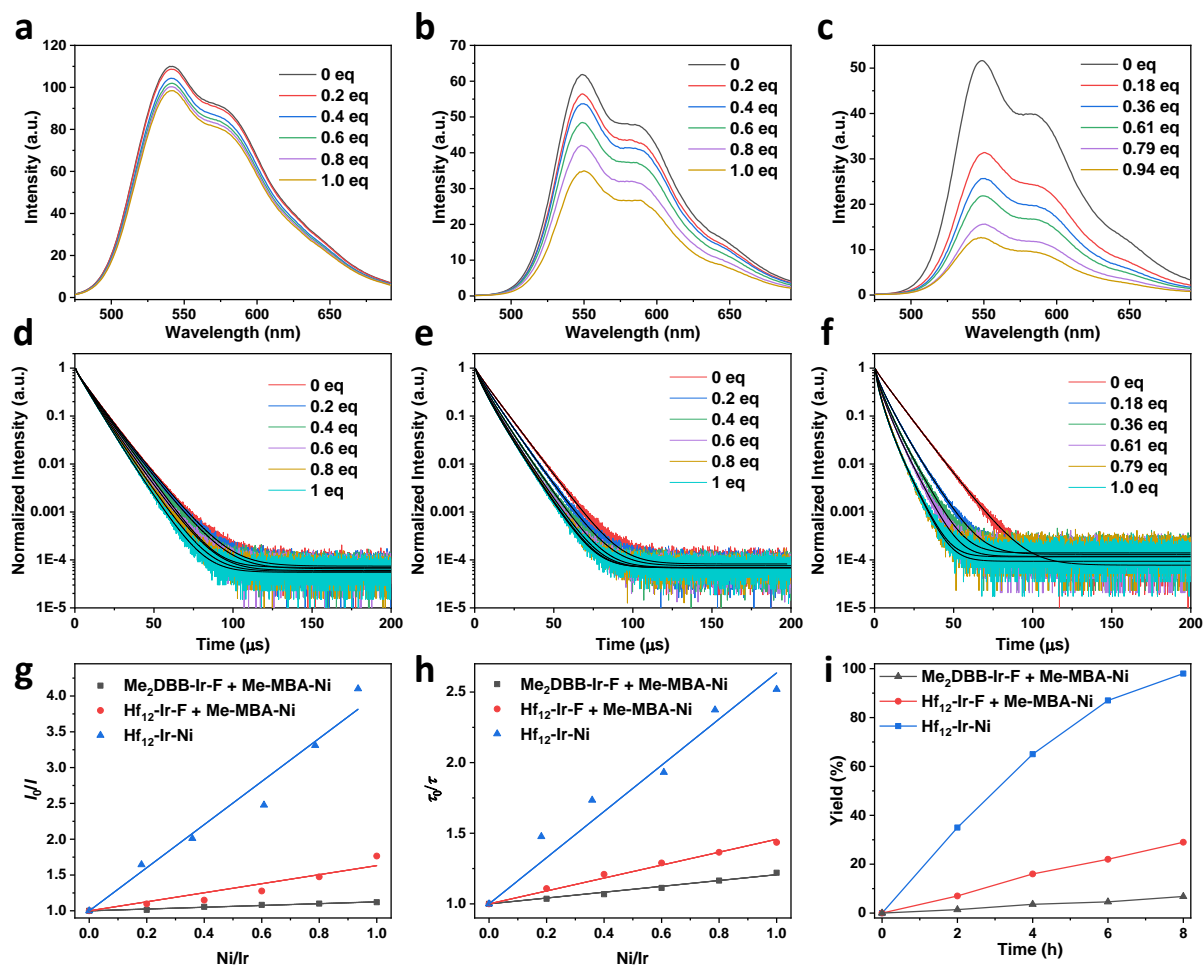 a
120
100
80
60
40
20
0
Intensity (a.u.)
0 eq
0.2 eq
0.4 eq
0.6 eq
0.8 eq
1.0 eq
500 550 600 650
Wavelength (nm)
b
70
60
50
40
30
20
10
0
Intensity (a.u.)
0
0.2 eq
0.4 eq
0.6 eq
0.8 eq
1.0 eq
500 550 600 650
Wavelength (nm)
c
50
40
30
20
10
0
Intensity (a.u.)
0 eq
0.18 eq
0.36 eq
0.61 eq
0.79 eq
0.94 eq
500 550 600 650
Wavelength (nm)
d
1
0.1
0.01
0.001
1E-4
1E-5
Normalized Intensity (a.u.)
0 eq
0.2 eq
0.4 eq
0.6 eq
0.8 eq
1 eq
0 50 100 150 200
Time (μs)
e
1
0.1
0.01
0.001
1E-4
1E-5
Normalized Intensity (a.u.)
0 eq
0.2 eq
0.4 eq
0.6 eq
0.8 eq
1 eq
0 50 100 150 200
Time (μs)
f
1
0.1
0.01
0.001
1E-4
1E-5
Normalized Intensity (a.u.)
0 eq
0.18 eq
0.36 eq
0.61 eq
0.79 eq
1.0 eq
0 50 100 150 200
Time (μs)
g
4.0
3.5
3.0
2.5
2.0
1.5
1.0
I₀/I
Me₂DBB-Ir-F + Me-MBA-Ni
Hf₁₂-Ir-F + Me-MBA-Ni
Hf₁₂-Ir-Ni
0.0 0.2 0.4 0.6 0.8 1.0
Ni/Ir
h
2.5
2.0
1.5
1.0
τ₀/τ
Me₂DBB-Ir-F + Me-MBA-Ni
Hf₁₂-Ir-F + Me-MBA-Ni
Hf₁₂-Ir-Ni
0.0 0.2 0.4 0.6 0.8 1.0
Ni/Ir
i
100
80
60
40
20
0
Yield (%)
Me₂DBB-Ir-F + Me-MBA-Ni
Hf₁₂-Ir-F + Me-MBA-Ni
Hf₁₂-Ir-Ni
0 2 4 6 8
Time (h)